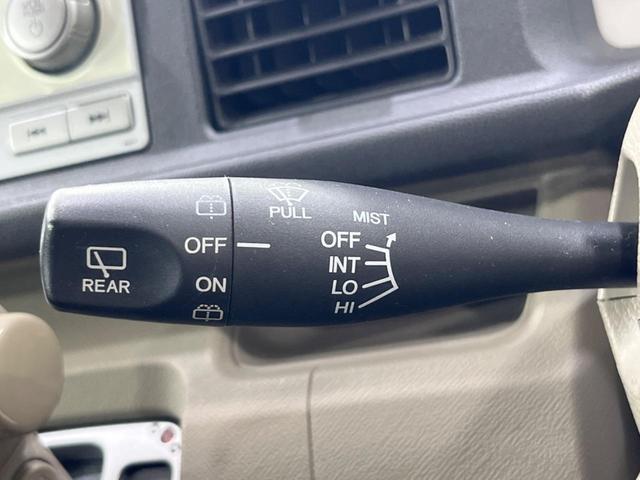 PULL
MIST
OFF
OFF
INT
ON
LO
REAR
HI